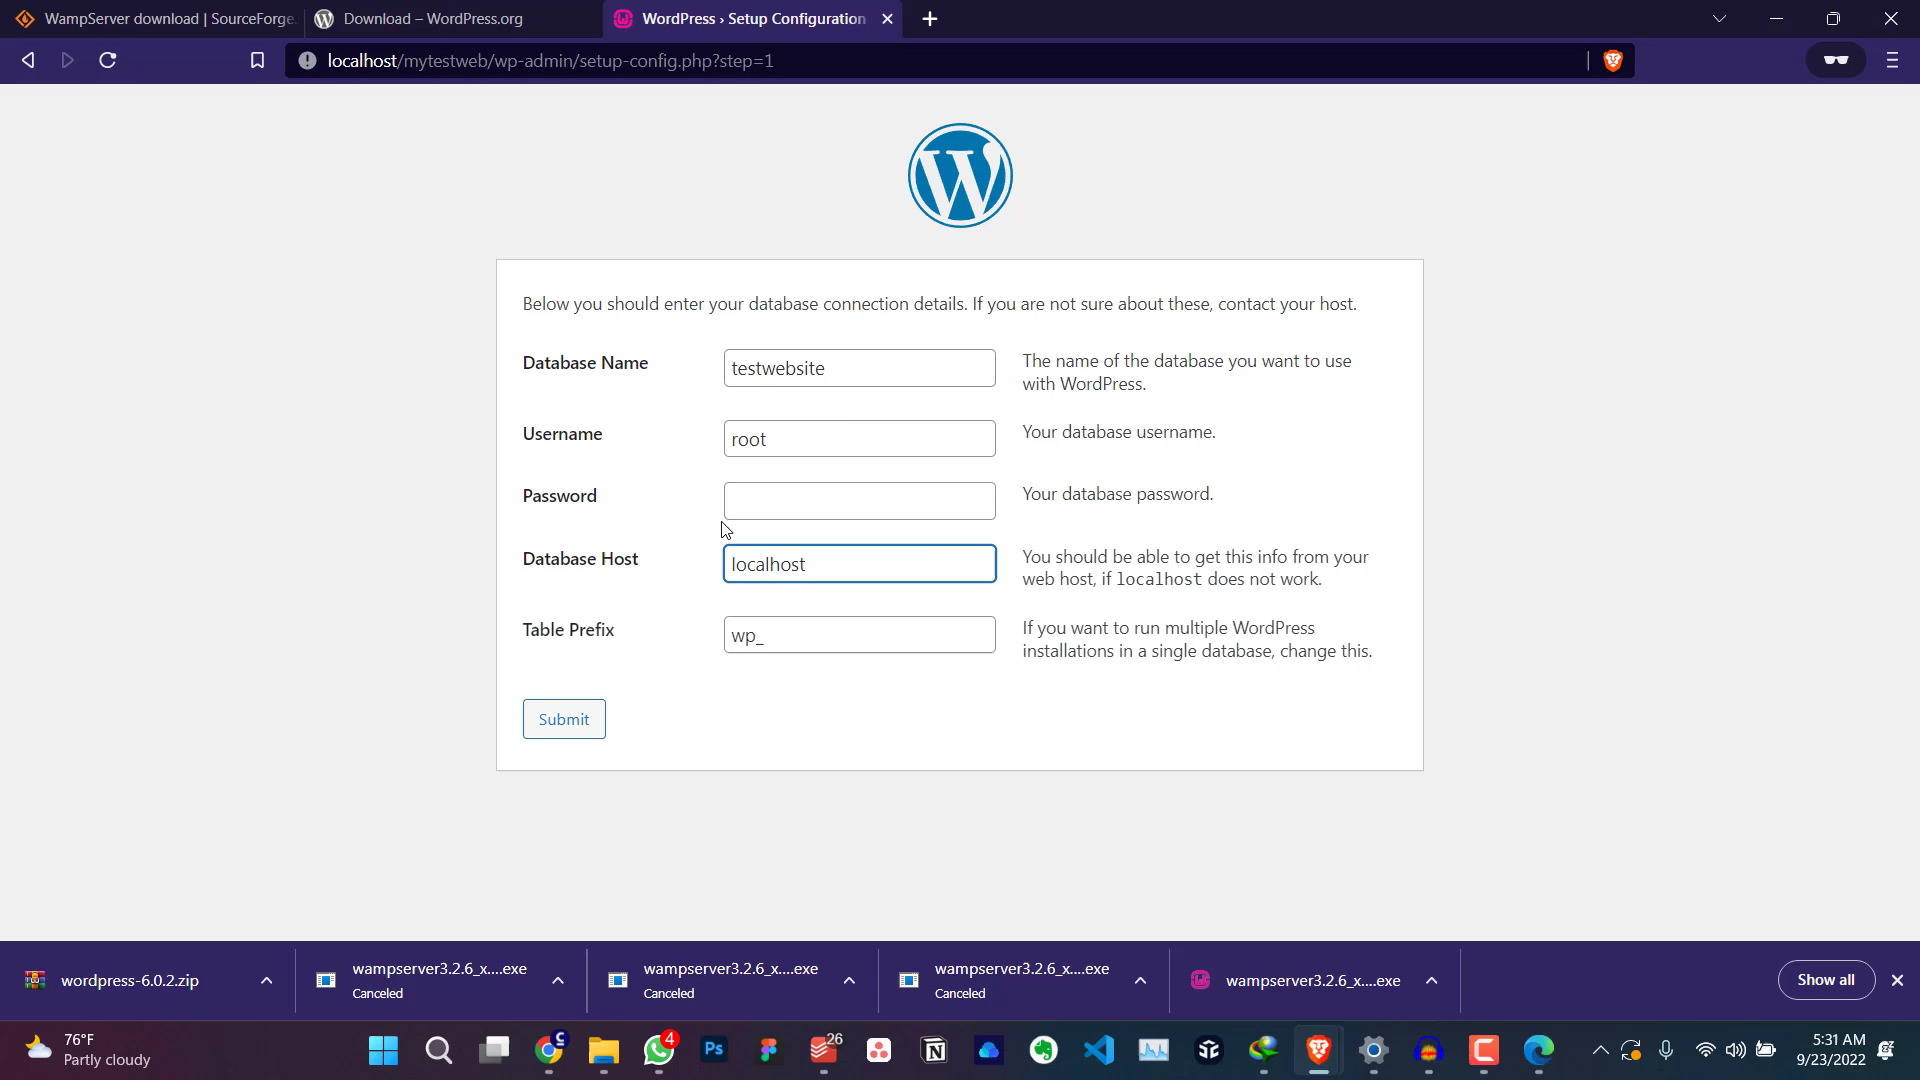 WampServer download | SourceForge.
Download – WordPress.org
WordPress › Setup Configuration
localhost/mytestweb/wp-admin/setup-config.php?step=1
Below you should enter your database connection details. If you are not sure about these, contact your host.
Database Name
testwebsite
The name of the database you want to use
with WordPress.
Username
root
Your database username.
Password
Your database password.
Database Host
localhost
You should be able to get this info from your
web host, if localhost does not work.
Table Prefix
wp_
If you want to run multiple WordPress
installations in a single database, change this.
Submit
wordpress-6.0.2.zip
wampserver3.2.6_x....exe
Canceled
wampserver3.2.6_x....exe
Canceled
wampserver3.2.6_x....exe
Canceled
wampserver3.2.6_x....exe
Show all
76°F
Partly cloudy
C
4
Ps
26
5:31 AM
9/23/2022